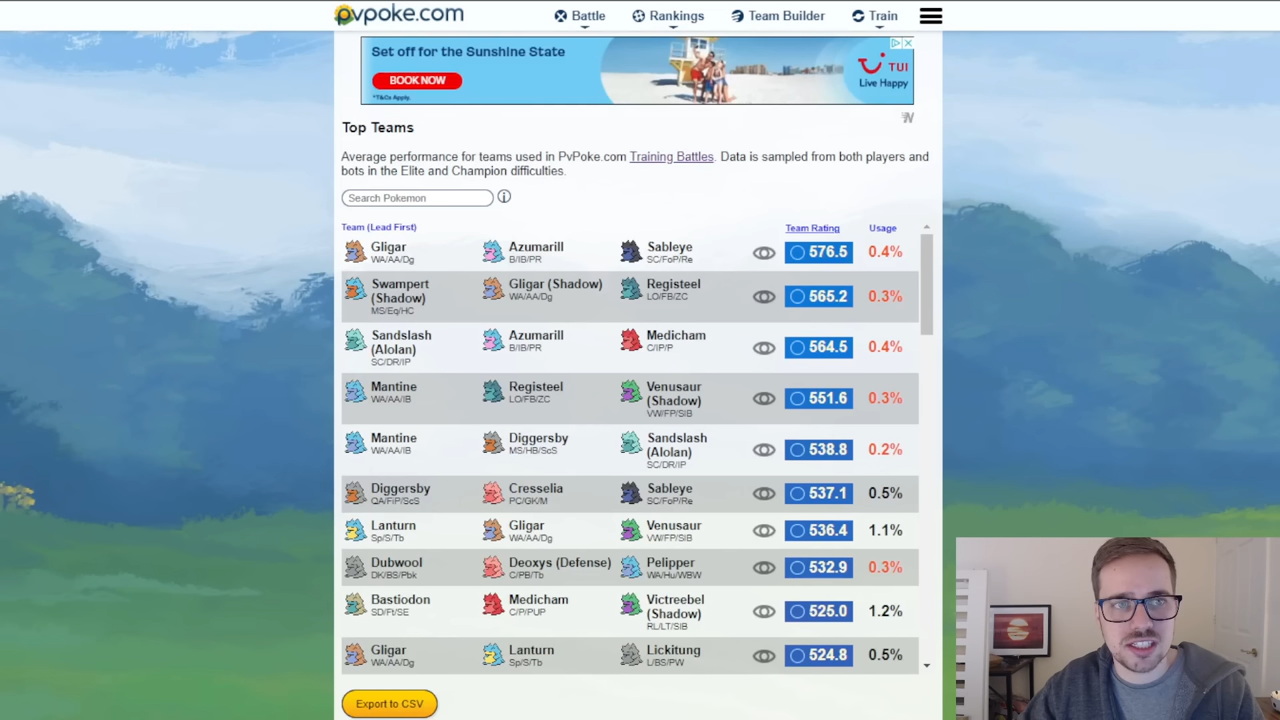 pvpoke.com
Battle
Rankings
Team Builder
Train
Set off for the Sunshine State
BOOK NOW
*T&Cs Apply.
TUI
Live Happy
Top Teams
Average performance for teams used in PvPoke.com Training Battles. Data is sampled from both players and
bots in the Elite and Champion difficulties.
Search Pokemon
Team (Lead First) Team Rating Usage
Gligar Azumarill Sableye 576.5 0.4%
WA/AA/Dg B/IB/PR SC/FoP/Re
Swampert Gligar (Shadow) Registeel 565.2 0.3%
(Shadow) WA/AA/Dg LO/FB/ZC
MS/Eq/HC
Sandslash Azumarill Medicham 564.5 0.4%
(Alolan) B/IB/PR C/IP/P
SC/DR/IP
Mantine Registeel Venusaur 551.6 0.3%
WA/AA/IB LO/FB/ZC (Shadow)
VW/FP/SlB
Mantine Diggersby Sandslash 538.8 0.2%
WA/AA/IB MS/HB/ScS (Alolan)
SC/DR/IP
Diggersby Cresselia Sableye 537.1 0.5%
QA/FiP/ScS PC/GK/M SC/FoP/Re
Lanturn Gligar Venusaur 536.4 1.1%
Sp/S/Tb WA/AA/Dg VW/FP/SlB
Dubwool Deoxys (Defense) Pelipper 532.9 0.3%
DK/BS/Pbk C/PB/Tb WA/Hu/WBW
Bastiodon Medicham Victreebel 525.0 1.2%
SD/Ft/SE C/P/PUP (Shadow)
RL/LT/SlB
Gligar Lanturn Lickitung 524.8 0.5%
WA/AA/Dg Sp/S/Tb L/BS/PW
Export to CSV